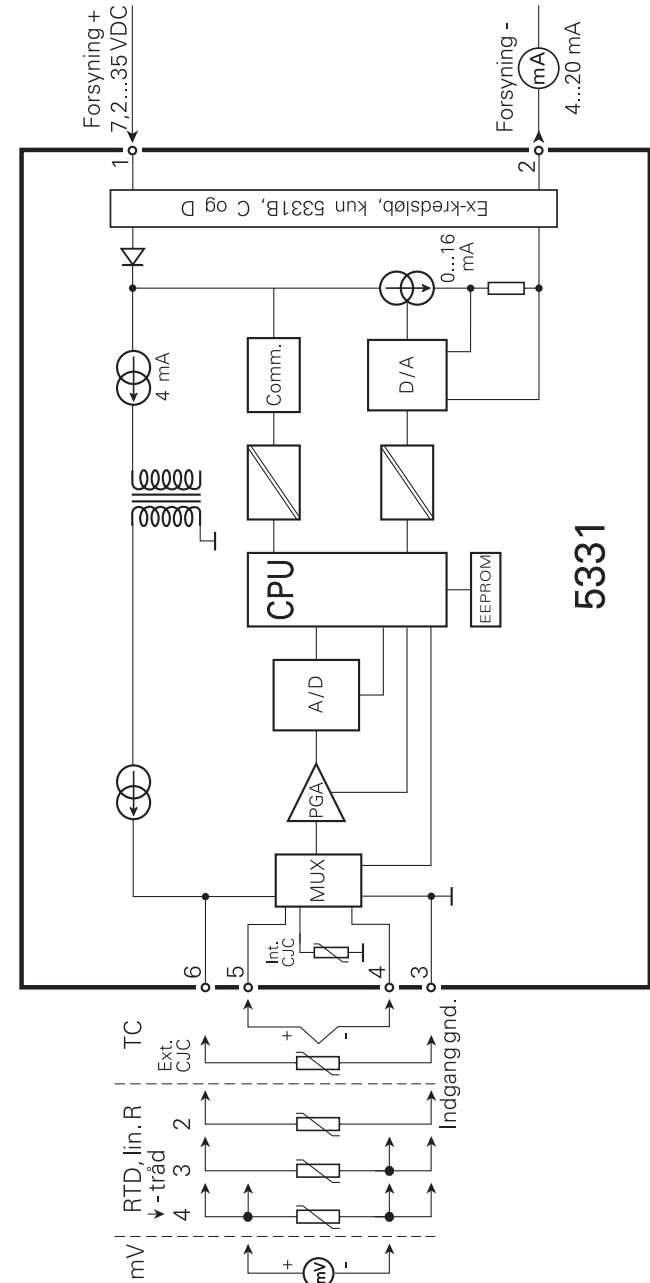 Forsyning +
7,2...35 VDC
Forsyning -
mA
4...20 mA
1
2
Ex-kredsløb, kun 5331B, C og D
0...16
mA
4 mA
Comm.
D/A
CPU
EEPROM
5331
A/D
PGA
MUX
Int.
CJC
6
5
4
3
TC
Ext.
CJC
+
-
Indgang gnd.
RTD, lin. R
- tråd
2
3
4
mV
+
-
mV